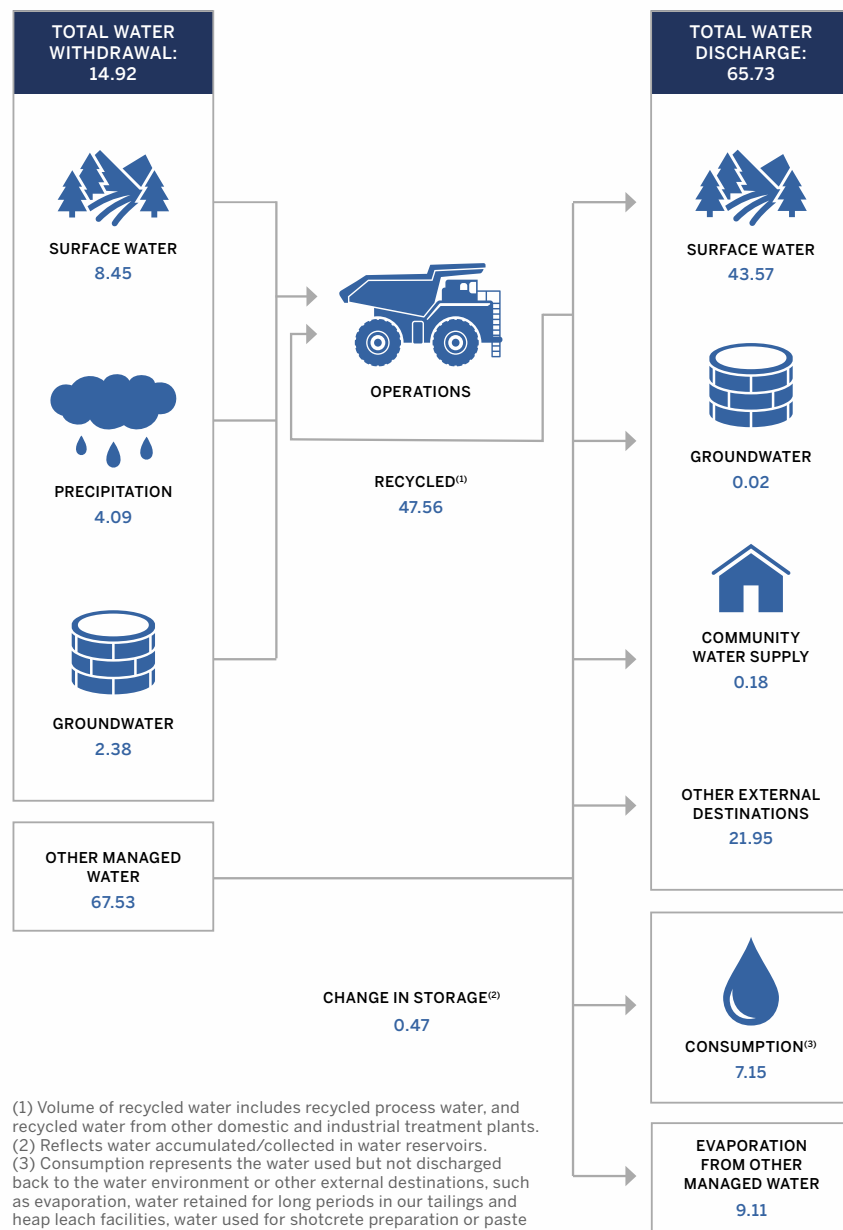 TOTAL WATER
WITHDRAWAL:
14.92
SURFACE WATER
8.45
PRECIPITATION
4.09
GROUNDWATER
2.38
OTHER MANAGED
WATER
67.53
OPERATIONS
RECYCLED(1)
47.56
CHANGE IN STORAGE(2)
0.47
TOTAL WATER
DISCHARGE:
65.73
SURFACE WATER
43.57
GROUNDWATER
0.02
COMMUNITY
WATER SUPPLY
0.18
OTHER EXTERNAL
DESTINATIONS
21.95
CONSUMPTION(3)
7.15
EVAPORATION
FROM OTHER
MANAGED WATER
9.11
(1) Volume of recycled water includes recycled process water, and
recycled water from other domestic and industrial treatment plants.
(2) Reflects water accumulated/collected in water reservoirs.
(3) Consumption represents the water used but not discharged
back to the water environment or other external destinations, such
as evaporation, water retained for long periods in our tailings and
heap leach facilities, water used for shotcrete preparation or paste